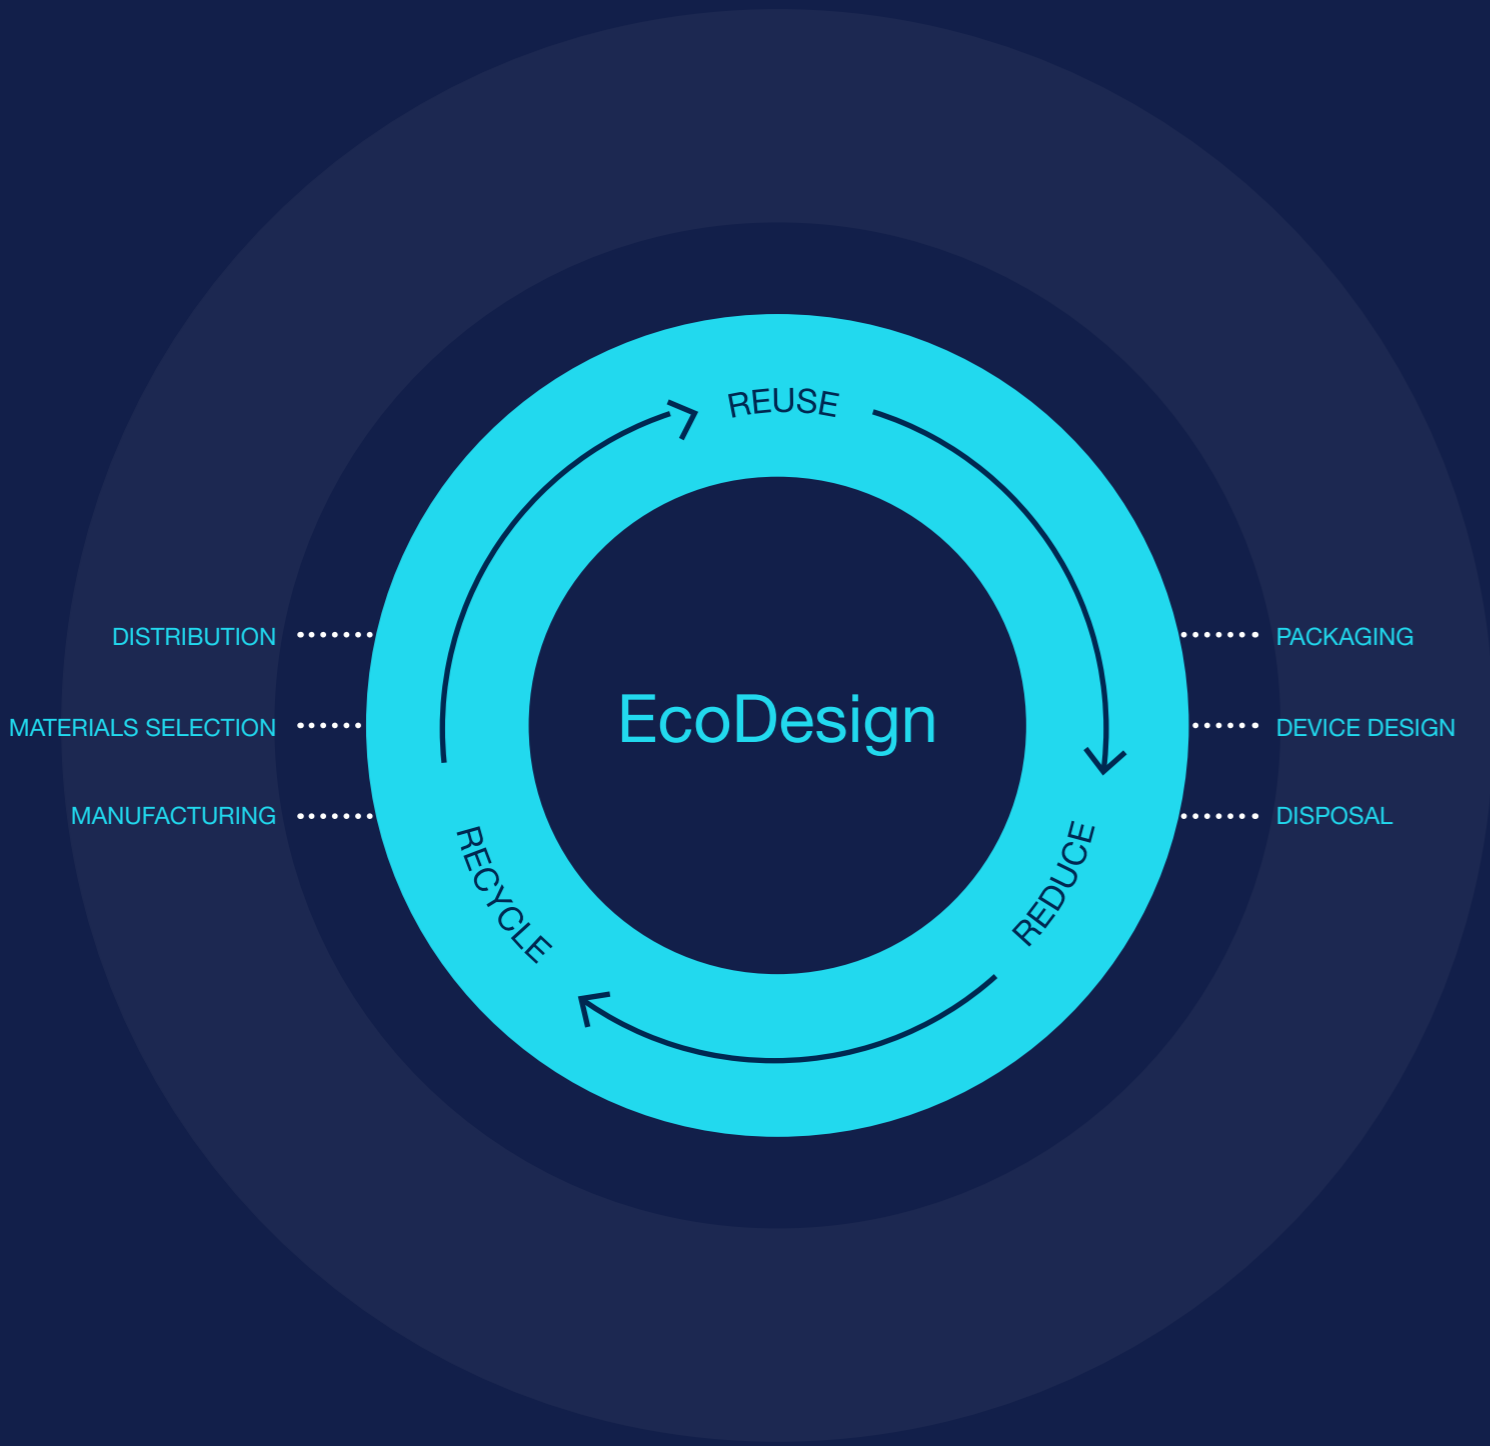 REUSE
DISTRIBUTION
PACKAGING
MATERIALS SELECTION
EcoDesign
DEVICE DESIGN
MANUFACTURING
DISPOSAL
RECYCLE
REDUCE